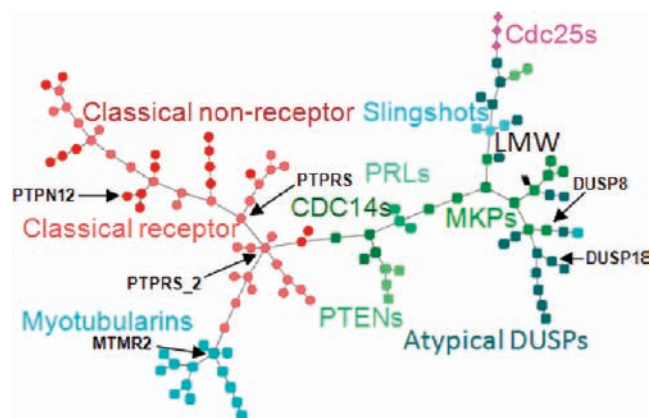 Cdc25s
Classical non-receptor
Slingshots
LMW
PTPN12
PTPRS
PRLs
DUSP8
Classical receptor
CDC14s
MKPs
DUSP18
PTPRS_2
Myotubularins
PTENs
MTMR2
Atypical DUSPs